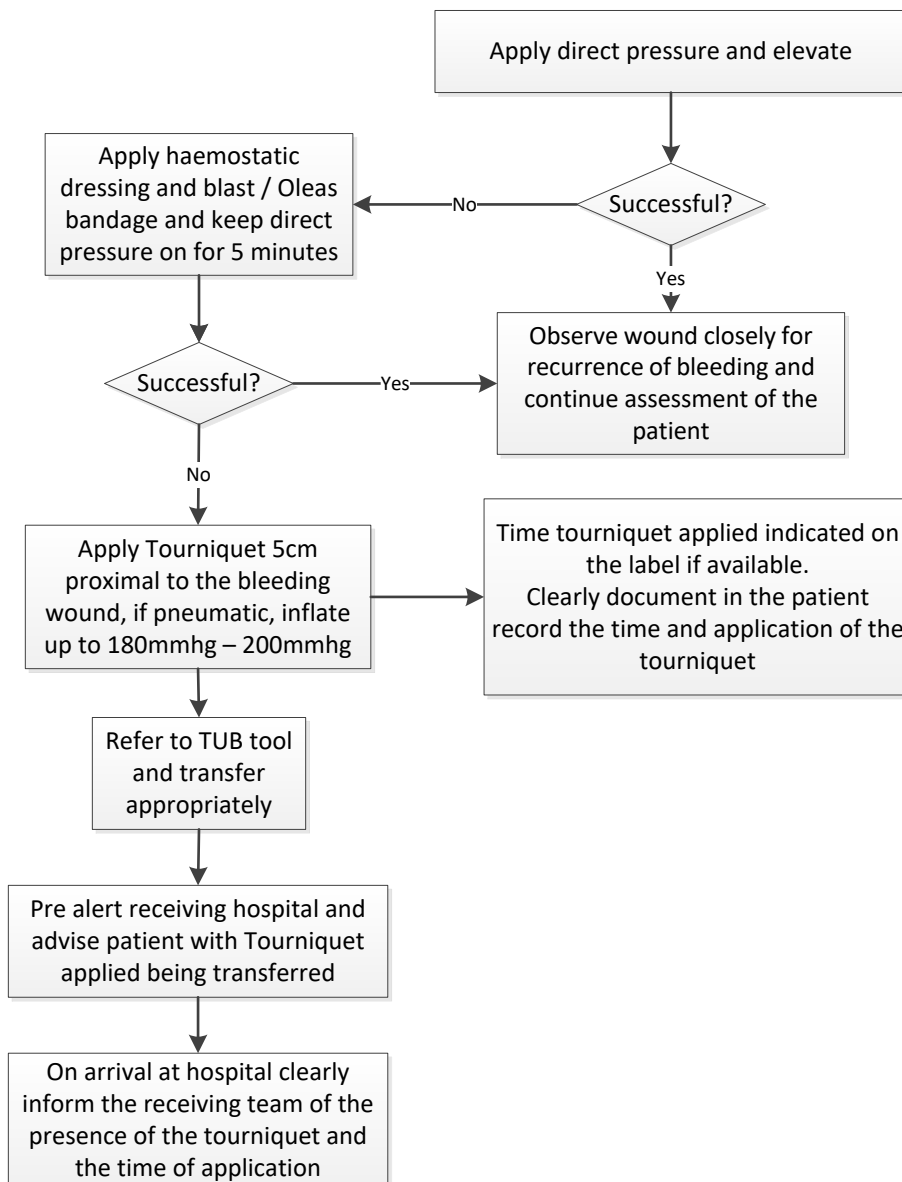 Apply direct pressure and elevate
Successful?
No
Yes
Apply haemostatic
dressing and blast / Oleas
bandage and keep direct
pressure on for 5 minutes
Observe wound closely for
recurrence of bleeding and
continue assessment of the
patient
Successful?
Yes
No
Apply Tourniquet 5cm
proximal to the bleeding
wound, if pneumatic, inflate
up to 180mmhg – 200mmhg
Time tourniquet applied indicated on
the label if available.
Clearly document in the patient
record the time and application of the
tourniquet
Refer to TUB tool
and transfer
appropriately
Pre alert receiving hospital and
advise patient with Tourniquet
applied being transferred
On arrival at hospital clearly
inform the receiving team of the
presence of the tourniquet and
the time of application